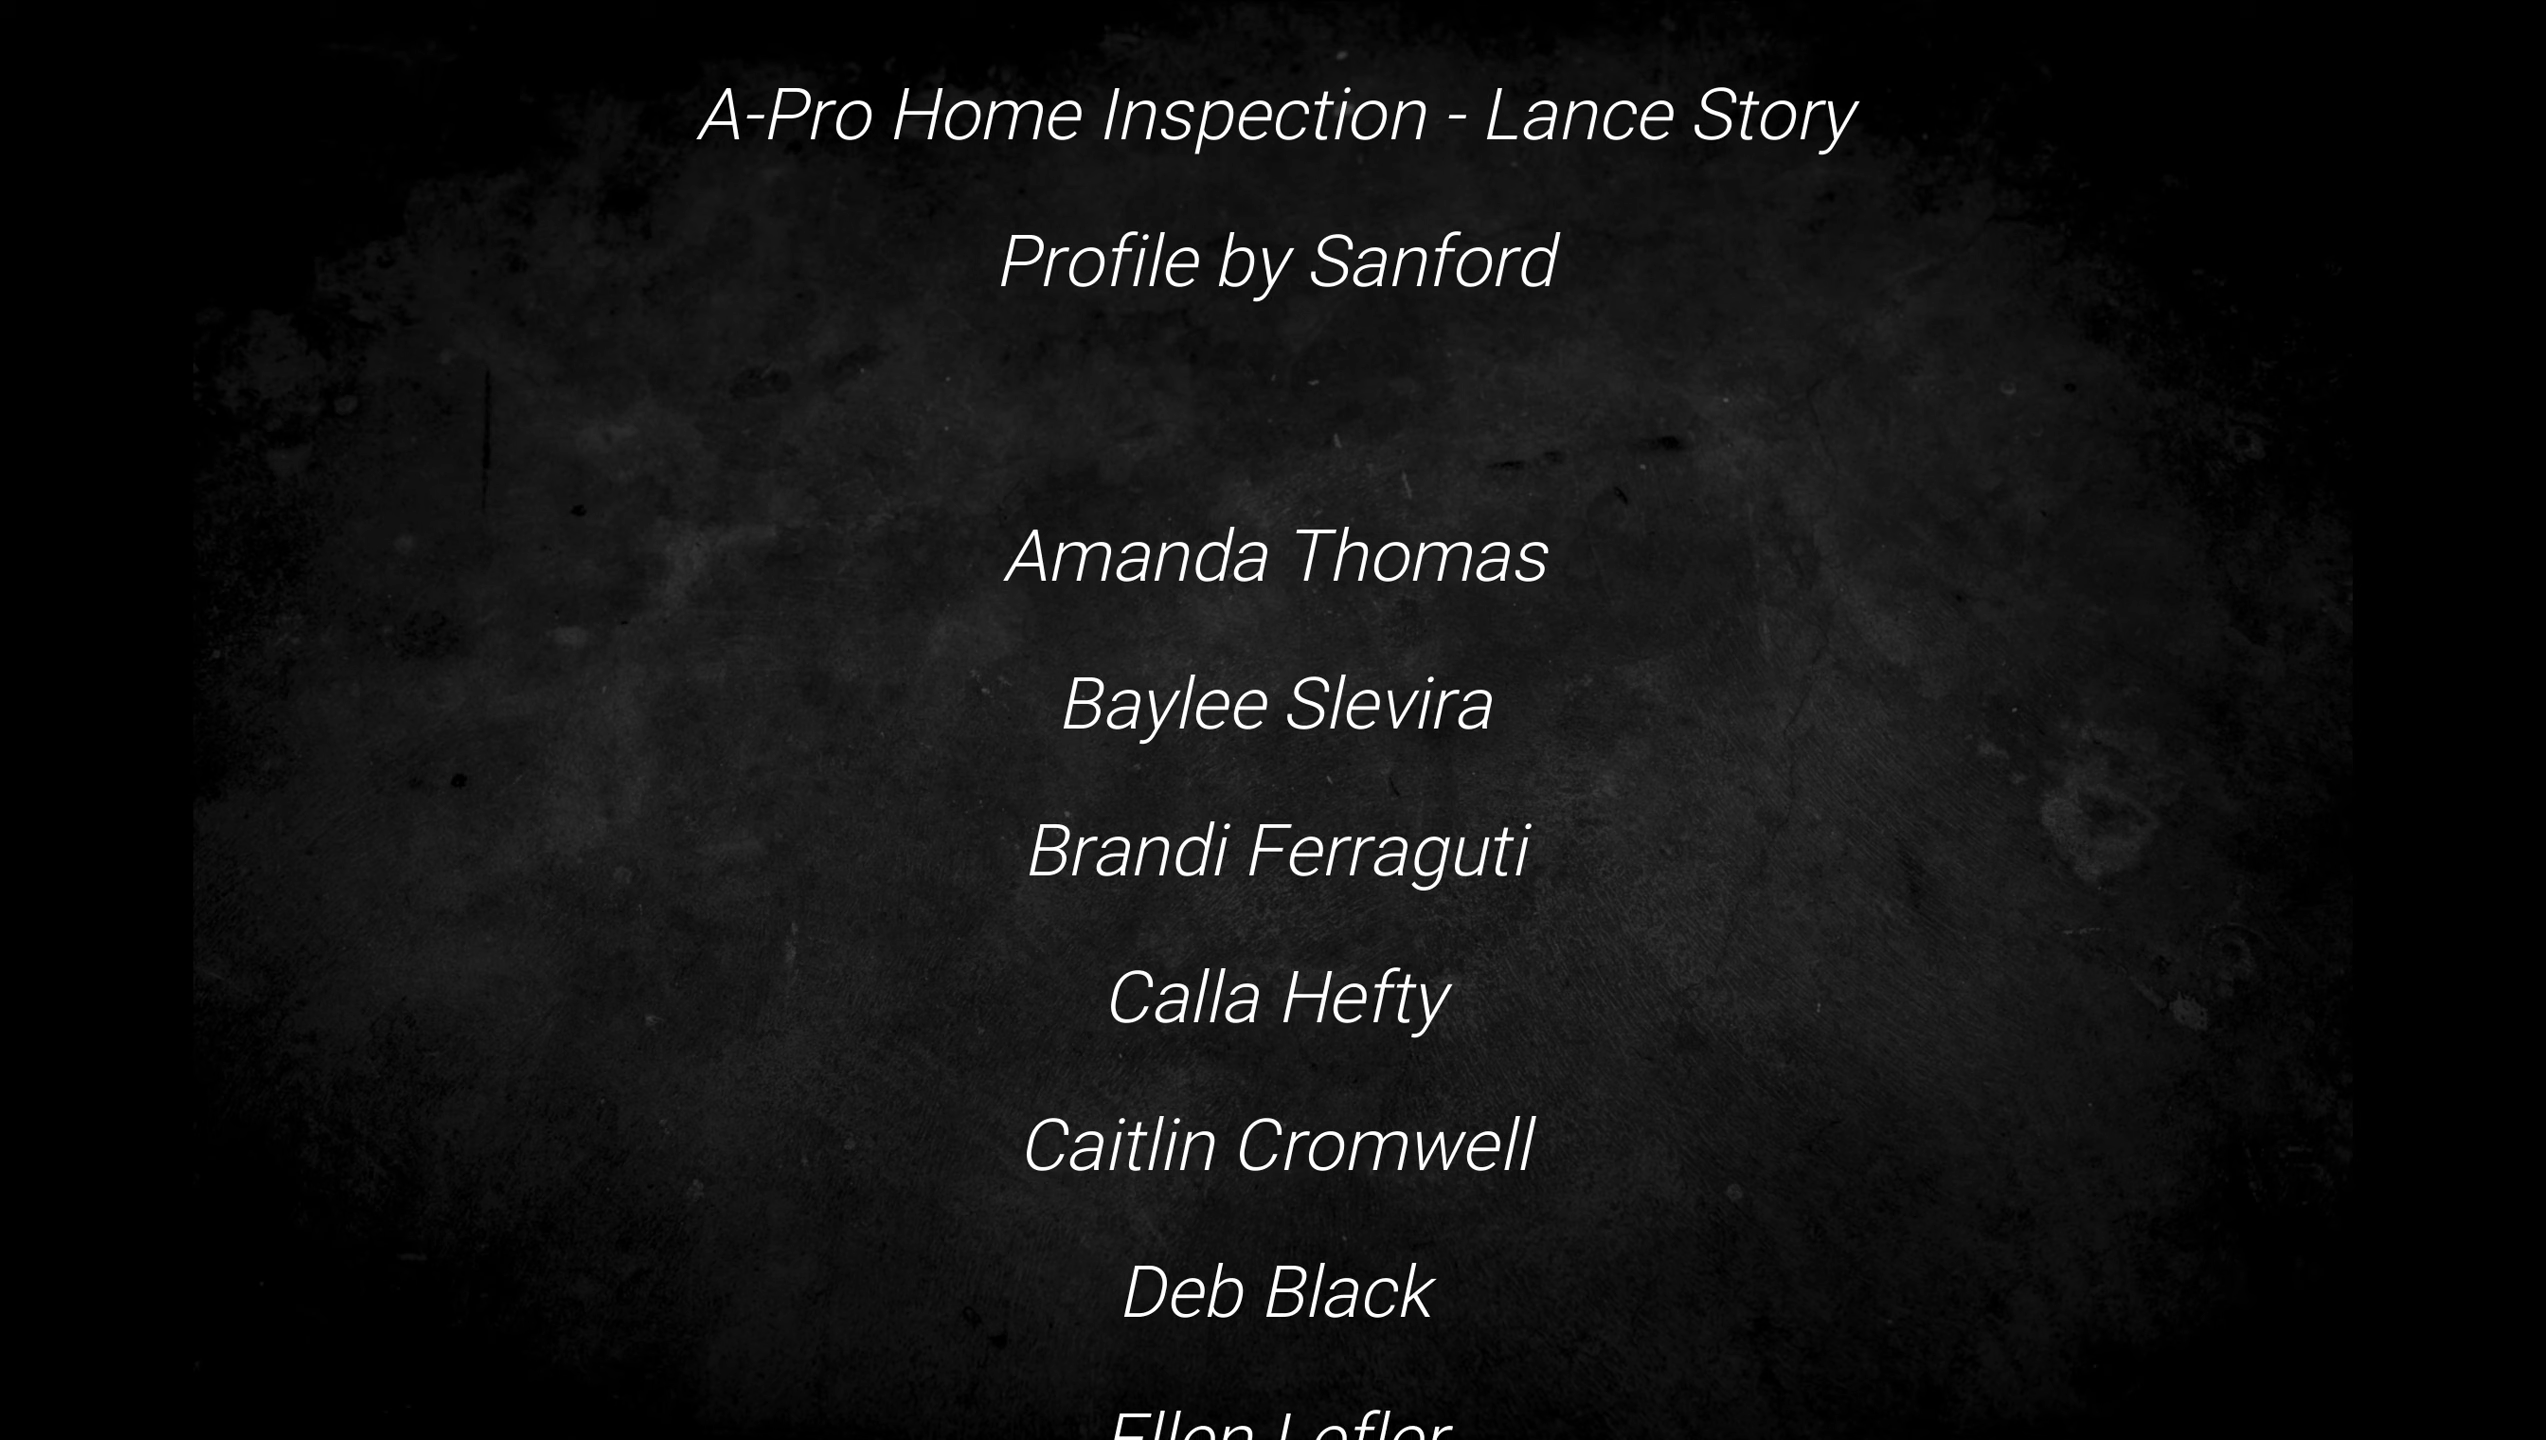 A-Pro Home Inspection - Lance Story
Profile by Sanford
Amanda Thomas
Baylee Slevira
Brandi Ferraguti
Calla Hefty
Caitlin Cromwell
Deb Black
Ellen